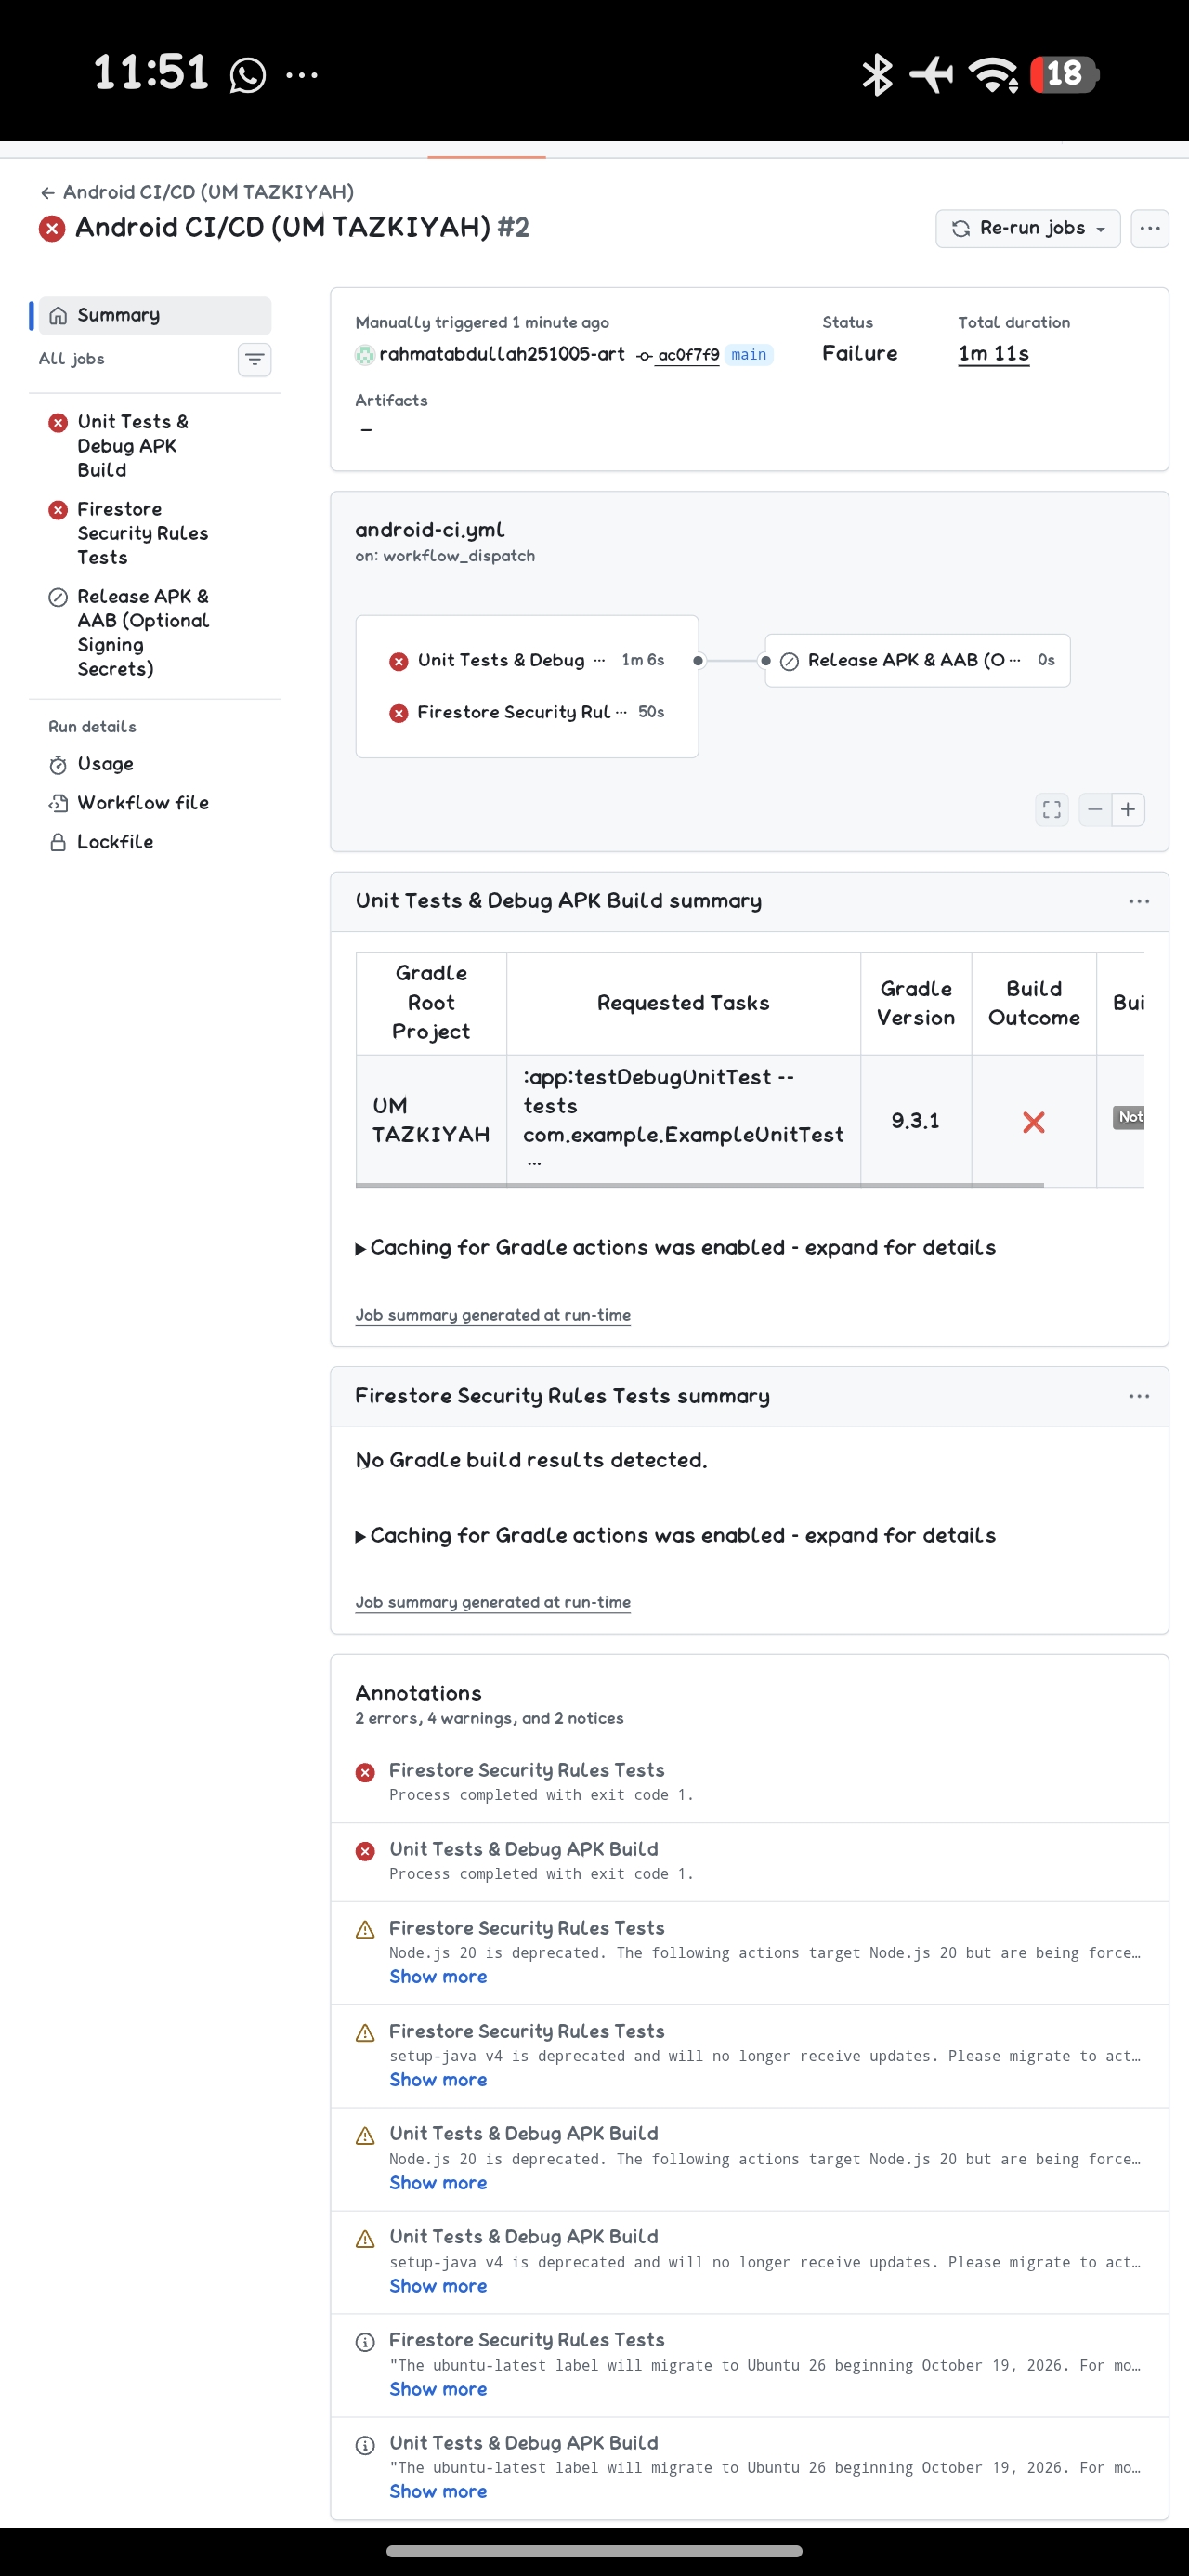 11:51 ...
18
← Android CI/CD (UM TAZKIYAH)
Android CI/CD (UM TAZKIYAH) #2
Re-run jobs
Summary
All jobs
Unit Tests &
Debug APK
Build
Firestore
Security Rules
Tests
Release APK &
AAB (Optional
Signing
Secrets)
Run details
Usage
Workflow file
Lockfile
Manually triggered 1 minute ago
rahmatabdullah251005-art ac0f7f9 main
Status
Failure
Total duration
1m 11s
Artifacts
–
android-ci.yml
on: workflow_dispatch
Unit Tests & Debug ... 1m 6s
Firestore Security Rul ... 50s
Release APK & AAB (O ... 0s
Unit Tests & Debug APK Build summary
Gradle
Root
Project
Requested Tasks
Gradle
Version
Build
Outcome
Bui
UM
TAZKIYAH
:app:testDebugUnitTest --
tests
com.example.ExampleUnitTest
...
9.3.1
Not
Caching for Gradle actions was enabled - expand for details
Job summary generated at run-time
Firestore Security Rules Tests summary
No Gradle build results detected.
Caching for Gradle actions was enabled - expand for details
Job summary generated at run-time
Annotations
2 errors, 4 warnings, and 2 notices
Firestore Security Rules Tests
Process completed with exit code 1.
Unit Tests & Debug APK Build
Process completed with exit code 1.
Firestore Security Rules Tests
Node.js 20 is deprecated. The following actions target Node.js 20 but are being force…
Show more
Firestore Security Rules Tests
setup-java v4 is deprecated and will no longer receive updates. Please migrate to act…
Show more
Unit Tests & Debug APK Build
Node.js 20 is deprecated. The following actions target Node.js 20 but are being force…
Show more
Unit Tests & Debug APK Build
setup-java v4 is deprecated and will no longer receive updates. Please migrate to act…
Show more
Firestore Security Rules Tests
"The ubuntu-latest label will migrate to Ubuntu 26 beginning October 19, 2026. For mo…
Show more
Unit Tests & Debug APK Build
"The ubuntu-latest label will migrate to Ubuntu 26 beginning October 19, 2026. For mo…
Show more